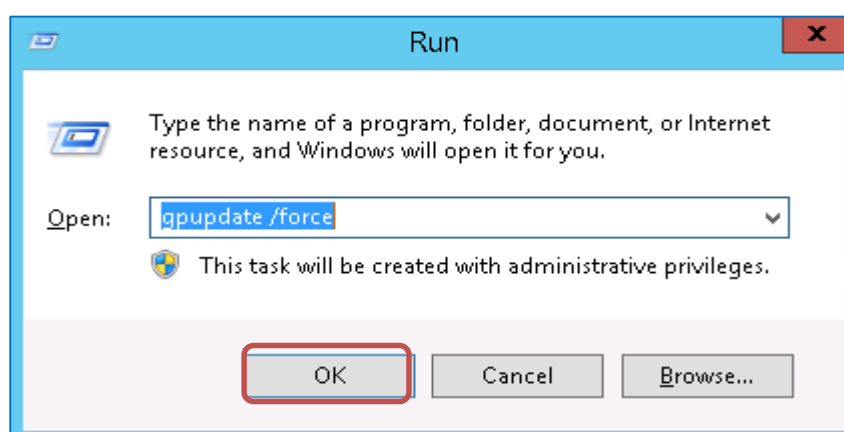 Run
x
Type the name of a program, folder, document, or Internet
resource, and Windows will open it for you.
Open: gpupdate /force
This task will be created with administrative privileges.
OK Cancel Browse...